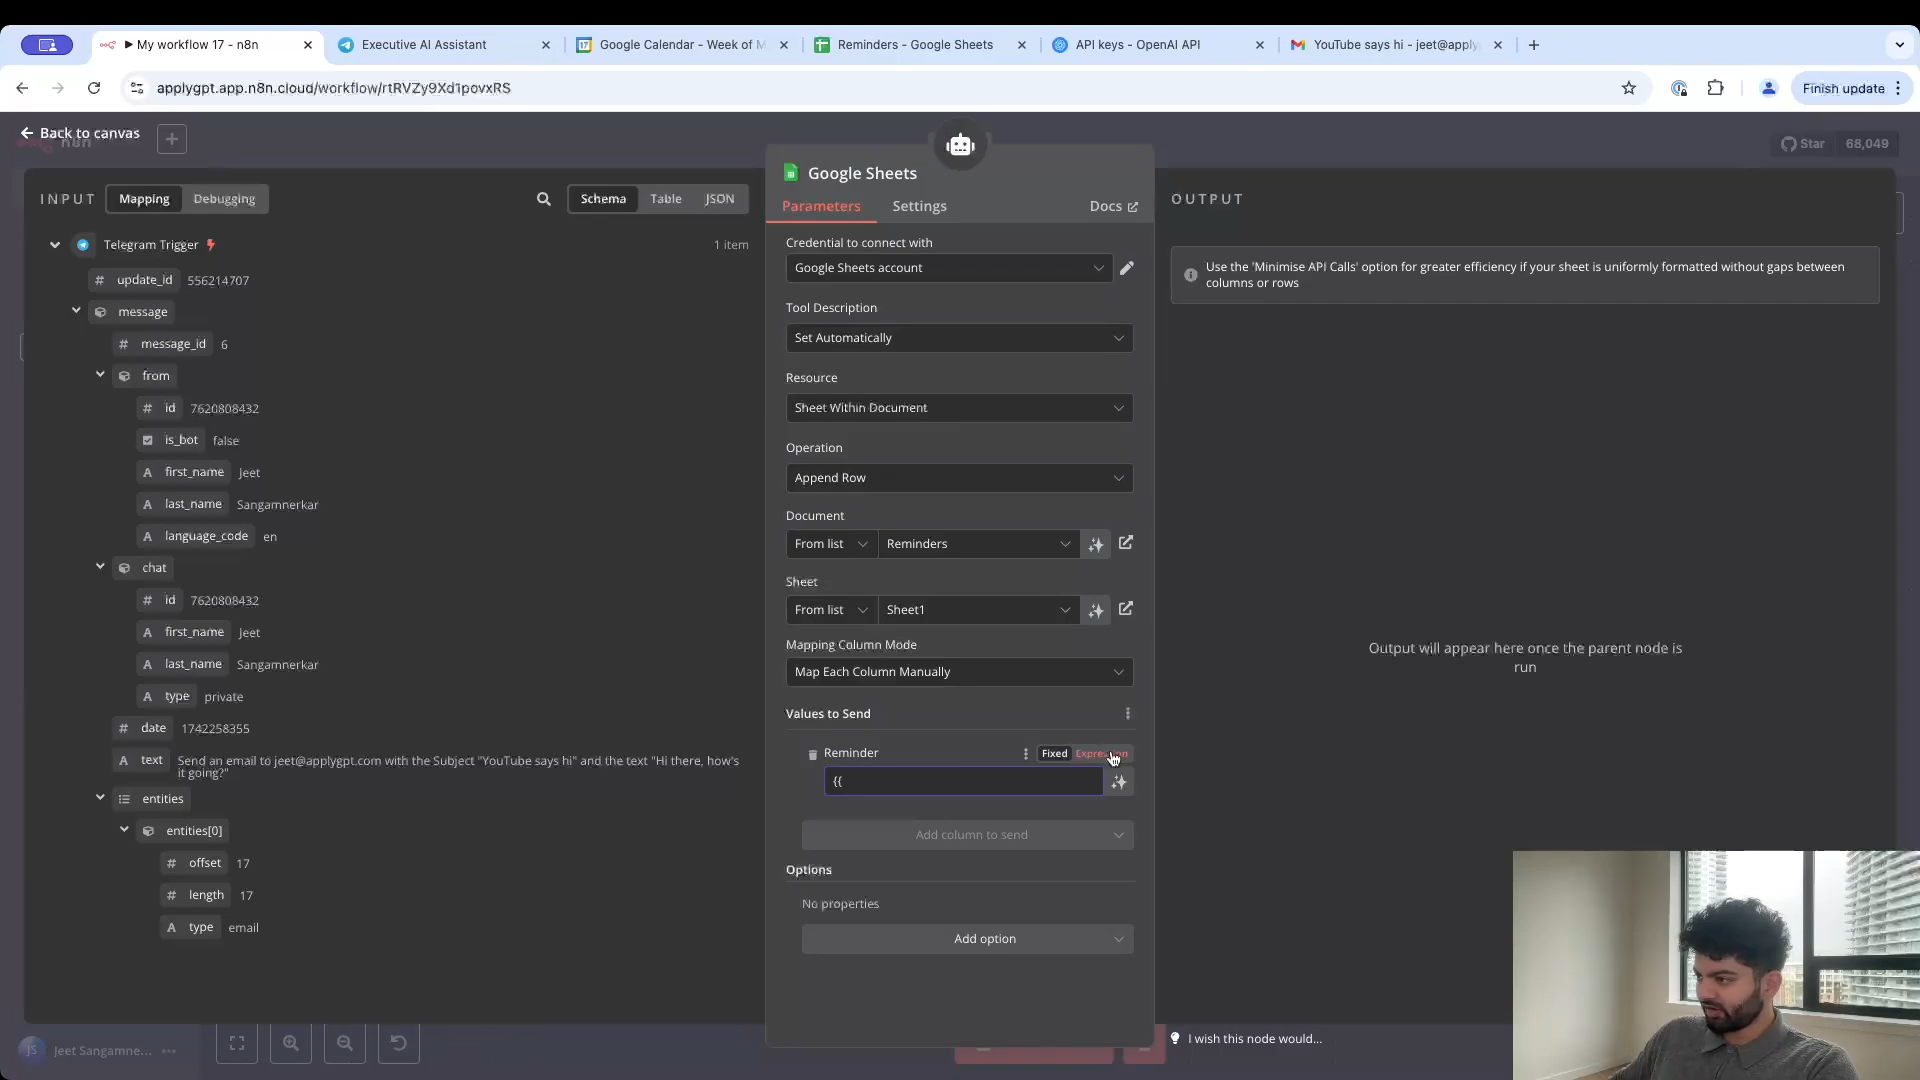 My workflow 17 - n8n
Executive AI Assistant
Google Calendar - Week of M
Reminders - Google Sheets
API keys - OpenAI API
YouTube says hi - jeet@apply
applygpt.app.n8n.cloud/workflow/rtRVZy9Xd1povxRS
Finish update
Back to canvas
n8n
Star 68,049
INPUT
Mapping
Debugging
Schema
Table
JSON
Telegram Trigger
1 item
# update_id 556214707
message
# message_id 6
from
# id 7620808432
is_bot false
A first_name Jeet
A last_name Sangamnerkar
A language_code en
chat
# id 7620808432
A first_name Jeet
A last_name Sangamnerkar
A type private
# date 1742258355
A text Send an email to jeet@applygpt.com with the Subject "YouTube says hi" and the text "Hi there, how's
it going?"
entities
entities[0]
# offset 17
# length 17
A type email
JS Jeet Sangamne...
Google Sheets
Parameters
Settings
Docs
Credential to connect with
Google Sheets account
Tool Description
Set Automatically
Resource
Sheet Within Document
Operation
Append Row
Document
From list
Reminders
Sheet
From list
Sheet1
Mapping Column Mode
Map Each Column Manually
Values to Send
Reminder
Fixed
Expression
{{
Add column to send
Options
No properties
Add option
OUTPUT
Use the 'Minimise API Calls' option for greater efficiency if your sheet is uniformly formatted without gaps between
columns or rows
Output will appear here once the parent node is
run
I wish this node would...